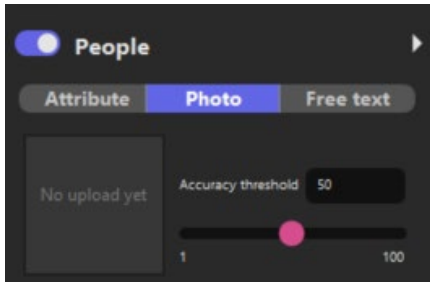 People
Attribute Photo Free text
No upload yet
Accuracy threshold 50
1 100